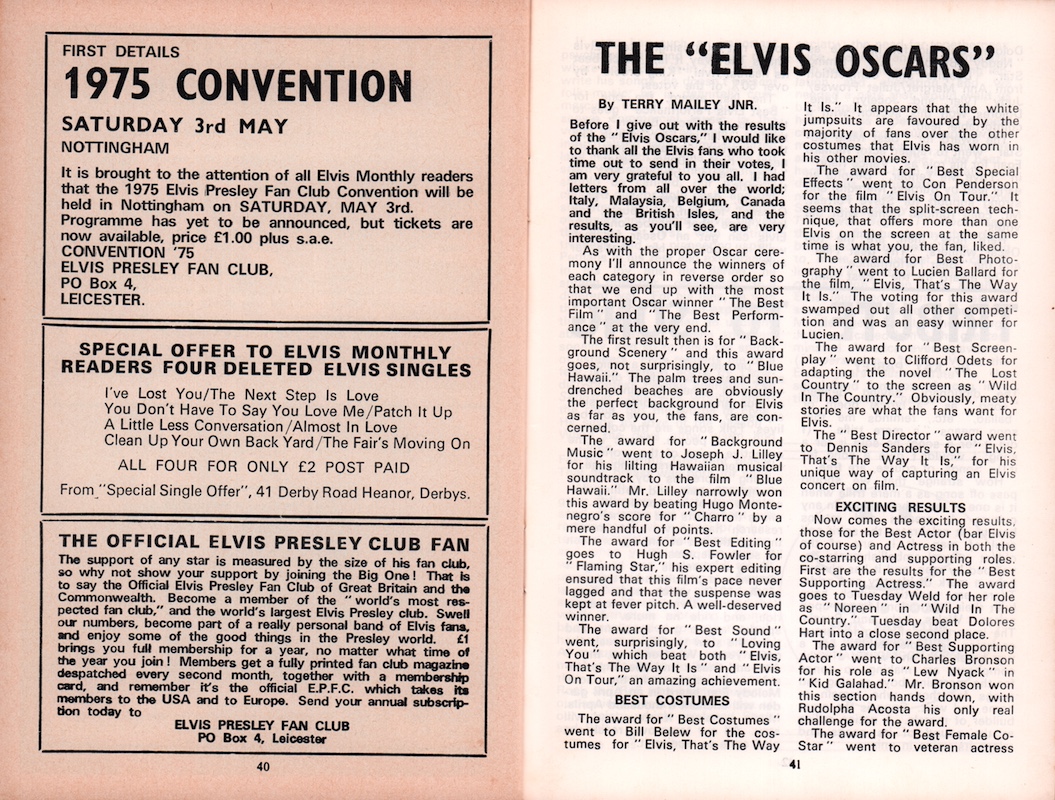 FIRST DETAILS
1975 CONVENTION
SATURDAY 3rd MAY
NOTTINGHAM
It is brought to the attention of all Elvis Monthly readers
that the 1975 Elvis Presley Fan Club Convention will be
held in Nottingham on SATURDAY, MAY 3rd.
Programme has yet to be announced, but tickets are
now available, price £1.00 plus s.a.e.
CONVENTION '75
ELVIS PRESLEY FAN CLUB,
PO Box 4,
LEICESTER.
SPECIAL OFFER TO ELVIS MONTHLY
READERS FOUR DELETED ELVIS SINGLES
I've Lost You/The Next Step Is Love
You Don't Have To Say You Love Me/Patch It Up
A Little Less Conversation/Almost In Love
Clean Up Your Own Back Yard/The Fair's Moving On
ALL FOUR FOR ONLY £2 POST PAID
From "Special Single Offer", 41 Derby Road Heanor, Derbys.
THE OFFICIAL ELVIS PRESLEY CLUB FAN
The support of any star is measured by the size of his fan club,
so why not show your support by joining the Big One! That is
to say the Official Elvis Presley Fan Club of Great Britain and the
Commonwealth. Become a member of the "world's most res-
pected fan club," and the world's largest Elvis Presley club. Swell
our numbers, become part of a really personal band of Elvis fans,
and enjoy some of the good things in the Presley world. £1
brings you full membership for a year, no matter what time of
the year you join! Members get a fully printed fan club magazine
despatched every second month, together with a membership
card, and remember it's the official E.P.F.C. which takes its
members to the USA and to Europe. Send your annual subscrip-
tion today to
ELVIS PRESLEY FAN CLUB
PO Box 4, Leicester
40
THE "ELVIS OSCARS"
By TERRY MAILEY JNR.
Before I give out with the results
of the "Elvis Oscars," I would like
to thank all the Elvis fans who took
time out to send in their votes, I
am very grateful to you all. I had
letters from all over the world;
Italy, Malaysia, Belgium, Canada
and the British Isles, and the
results, as you'll see, are very
interesting.
As with the proper Oscar cere-
mony I'll announce the winners of
each category in reverse order so
that we end up with the most
important Oscar winner "The Best
Film" and "The Best Perform-
ance" at the very end.
The first result then is for "Back-
ground Scenery" and this award
goes, not surprisingly, to "Blue
Hawaii." The palm trees and sun-
drenched beaches are obviously
the perfect background for Elvis
as far as you, the fans, are con-
cerned.
The award for "Background
Music" went to Joseph J. Lilley
for his lilting Hawaiian musical
soundtrack to the film "Blue
Hawaii." Mr. Lilley narrowly won
this award by beating Hugo Monte-
negro's score for "Charro" by a
mere handful of points.
The award for "Best Editing"
goes to Hugh S. Fowler for
"Flaming Star," his expert editing
ensured that this film's pace never
lagged and that the suspense was
kept at fever pitch. A well-deserved
winner.
The award for "Best Sound"
went, surprisingly, to "Loving
You" which beat both "Elvis,
That's The Way It Is" and "Elvis
On Tour," an amazing achievement.
BEST COSTUMES
The award for "Best Costumes"
went to Bill Belew for the cos-
tumes for "Elvis, That's The Way
It Is." It appears that the white
jumpsuits are favoured by the
majority of fans over the other
costumes that Elvis has worn in
his other movies.
The award for "Best Special
Effects" went to Con Penderson
for the film "Elvis On Tour." It
seems that the split-screen tech-
nique, that offers more than one
Elvis on the screen at the same
time is what you, the fan, liked.
The award for Best Photo-
graphy" went to Lucien Ballard for
the film, "Elvis, That's The Way
It Is." The voting for this award
swamped out all other competi-
tion and was an easy winner for
Lucien.
The award for "Best Screen-
play" went to Clifford Odets for
adapting the novel "The Lost
Country" to the screen as "Wild
In The Country." Obviously, meaty
stories are what the fans want for
Elvis.
The "Best Director" award went
to Dennis Sanders for "Elvis,
That's The Way It Is," for his
unique way of capturing an Elvis
concert on film.
EXCITING RESULTS
Now comes the exciting results,
those for the Best Actor (bar Elvis
of course) and Actress in both the
co-starring and supporting roles.
First are the results for the "Best
Supporting Actress." The award
goes to Tuesday Weld for her role
as "Noreen" in "Wild In The
Country." Tuesday beat Dolores
Hart into a close second place.
The award for "Best Supporting
Actor" went to Charles Bronson
for his role as "Lew Nyack" in
"Kid Galahad." Mr. Bronson won
this section hands down, with
Rudolpha Acosta his only real
challenge for the award.
The award for "Best Female Co-
Star" went to veteran actress
41